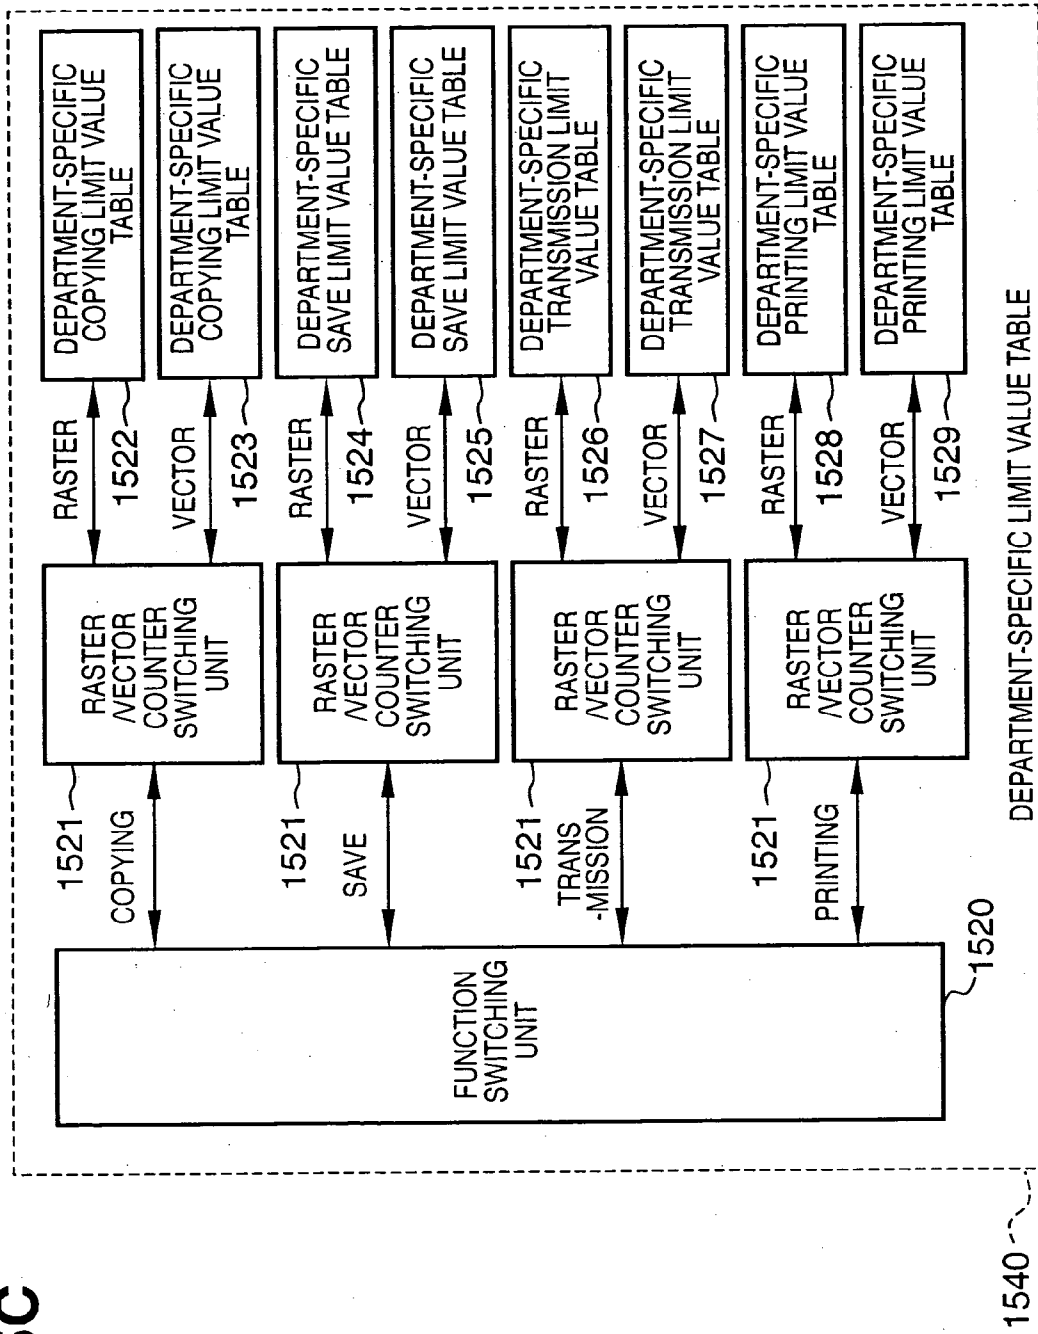 5C
1540
DEPARTMENT-SPECIFIC LIMIT VALUE TABLE
FUNCTION
SWITCHING
UNIT
1520
COPYING
1521
RASTER
/VECTOR
COUNTER
SWITCHING
UNIT
RASTER
1522
DEPARTMENT-SPECIFIC
COPYING LIMIT VALUE
TABLE
VECTOR
1523
DEPARTMENT-SPECIFIC
COPYING LIMIT VALUE
TABLE
SAVE
1521
RASTER
/VECTOR
COUNTER
SWITCHING
UNIT
RASTER
1524
DEPARTMENT-SPECIFIC
SAVE LIMIT VALUE TABLE
VECTOR
1525
DEPARTMENT-SPECIFIC
SAVE LIMIT VALUE TABLE
TRANS
-MISSION
1521
RASTER
/VECTOR
COUNTER
SWITCHING
UNIT
RASTER
1526
DEPARTMENT-SPECIFIC
TRANSMISSION LIMIT
VALUE TABLE
VECTOR
1527
DEPARTMENT-SPECIFIC
TRANSMISSION LIMIT
VALUE TABLE
PRINTING
1521
RASTER
/VECTOR
COUNTER
SWITCHING
UNIT
RASTER
1528
DEPARTMENT-SPECIFIC
PRINTING LIMIT VALUE
TABLE
VECTOR
1529
DEPARTMENT-SPECIFIC
PRINTING LIMIT VALUE
TABLE